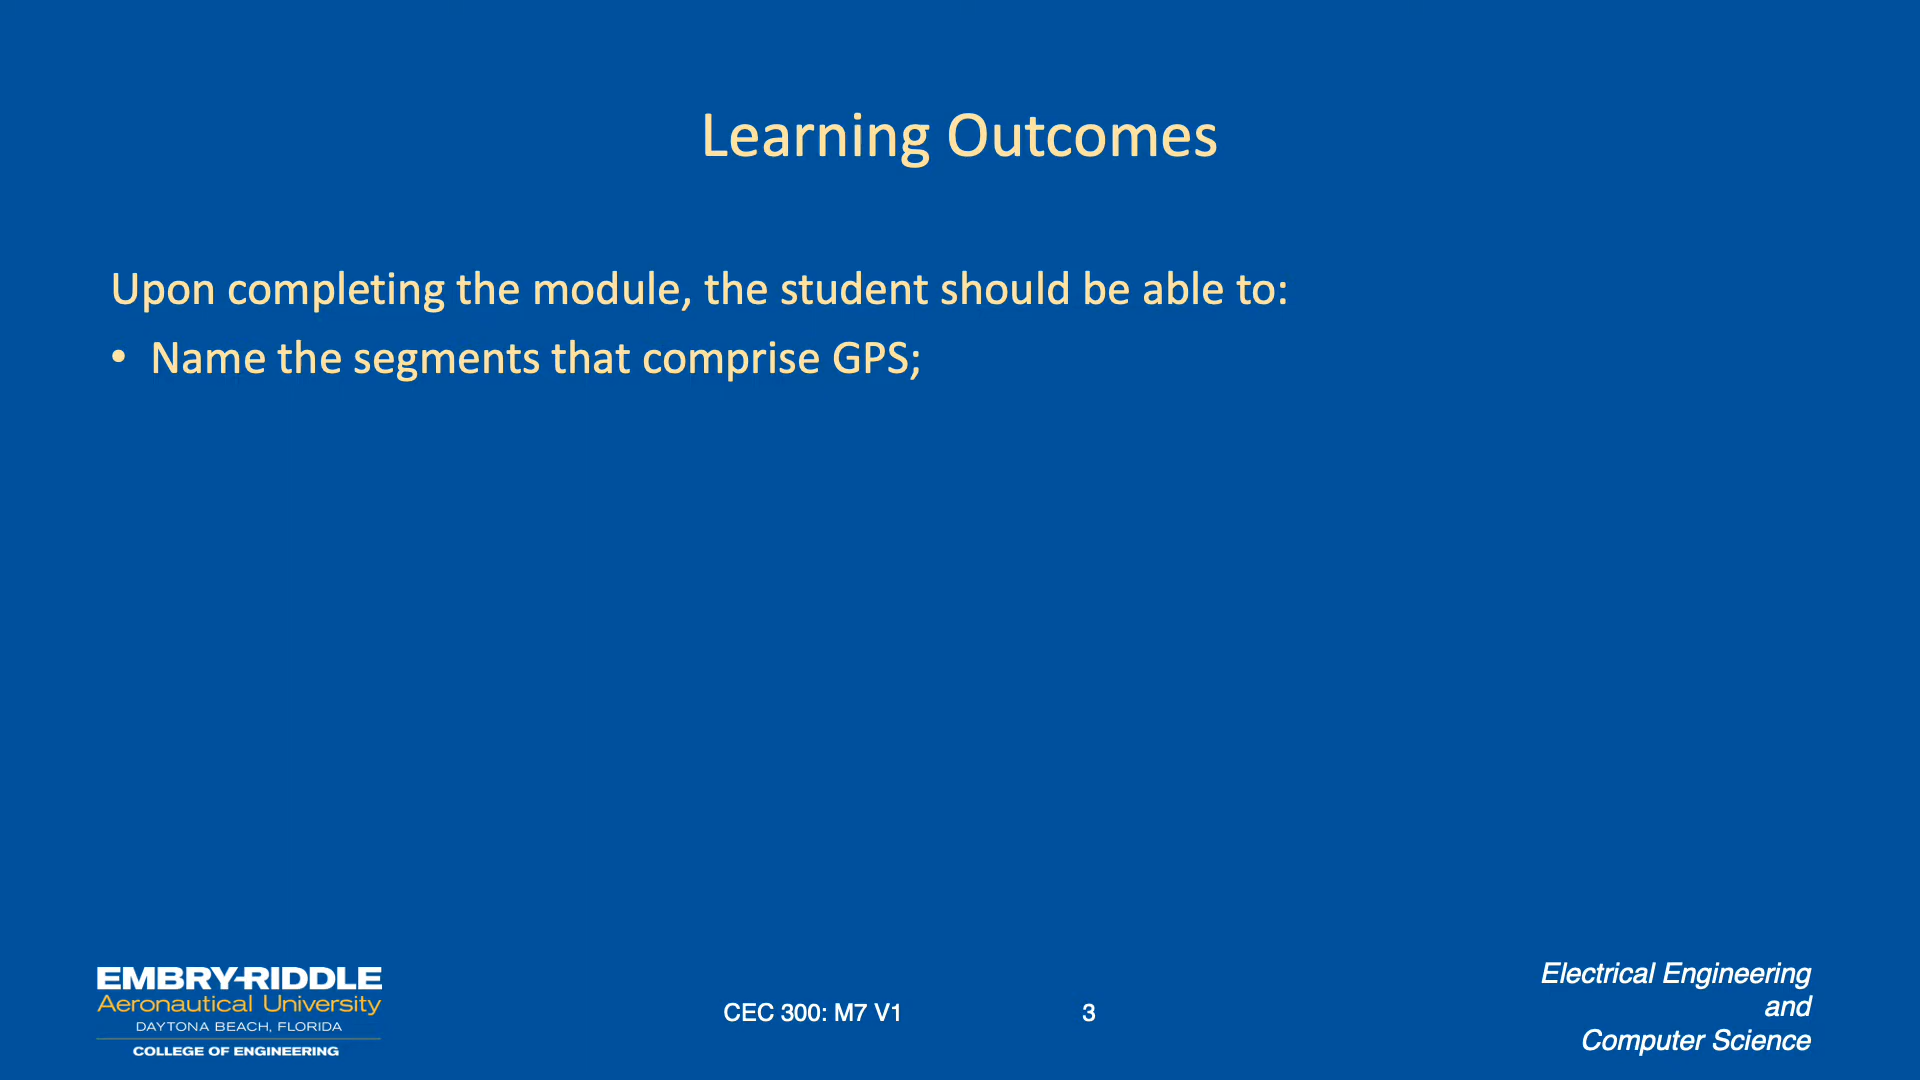 Learning Outcomes
Upon completing the module, the student should be able to:
• Name the segments that comprise GPS;
EMBRY-RIDDLE
Aeronautical University
DAYTONA BEACH, FLORIDA
COLLEGE OF ENGINEERING
CEC 300: M7 V1
3
Electrical Engineering
and
Computer Science